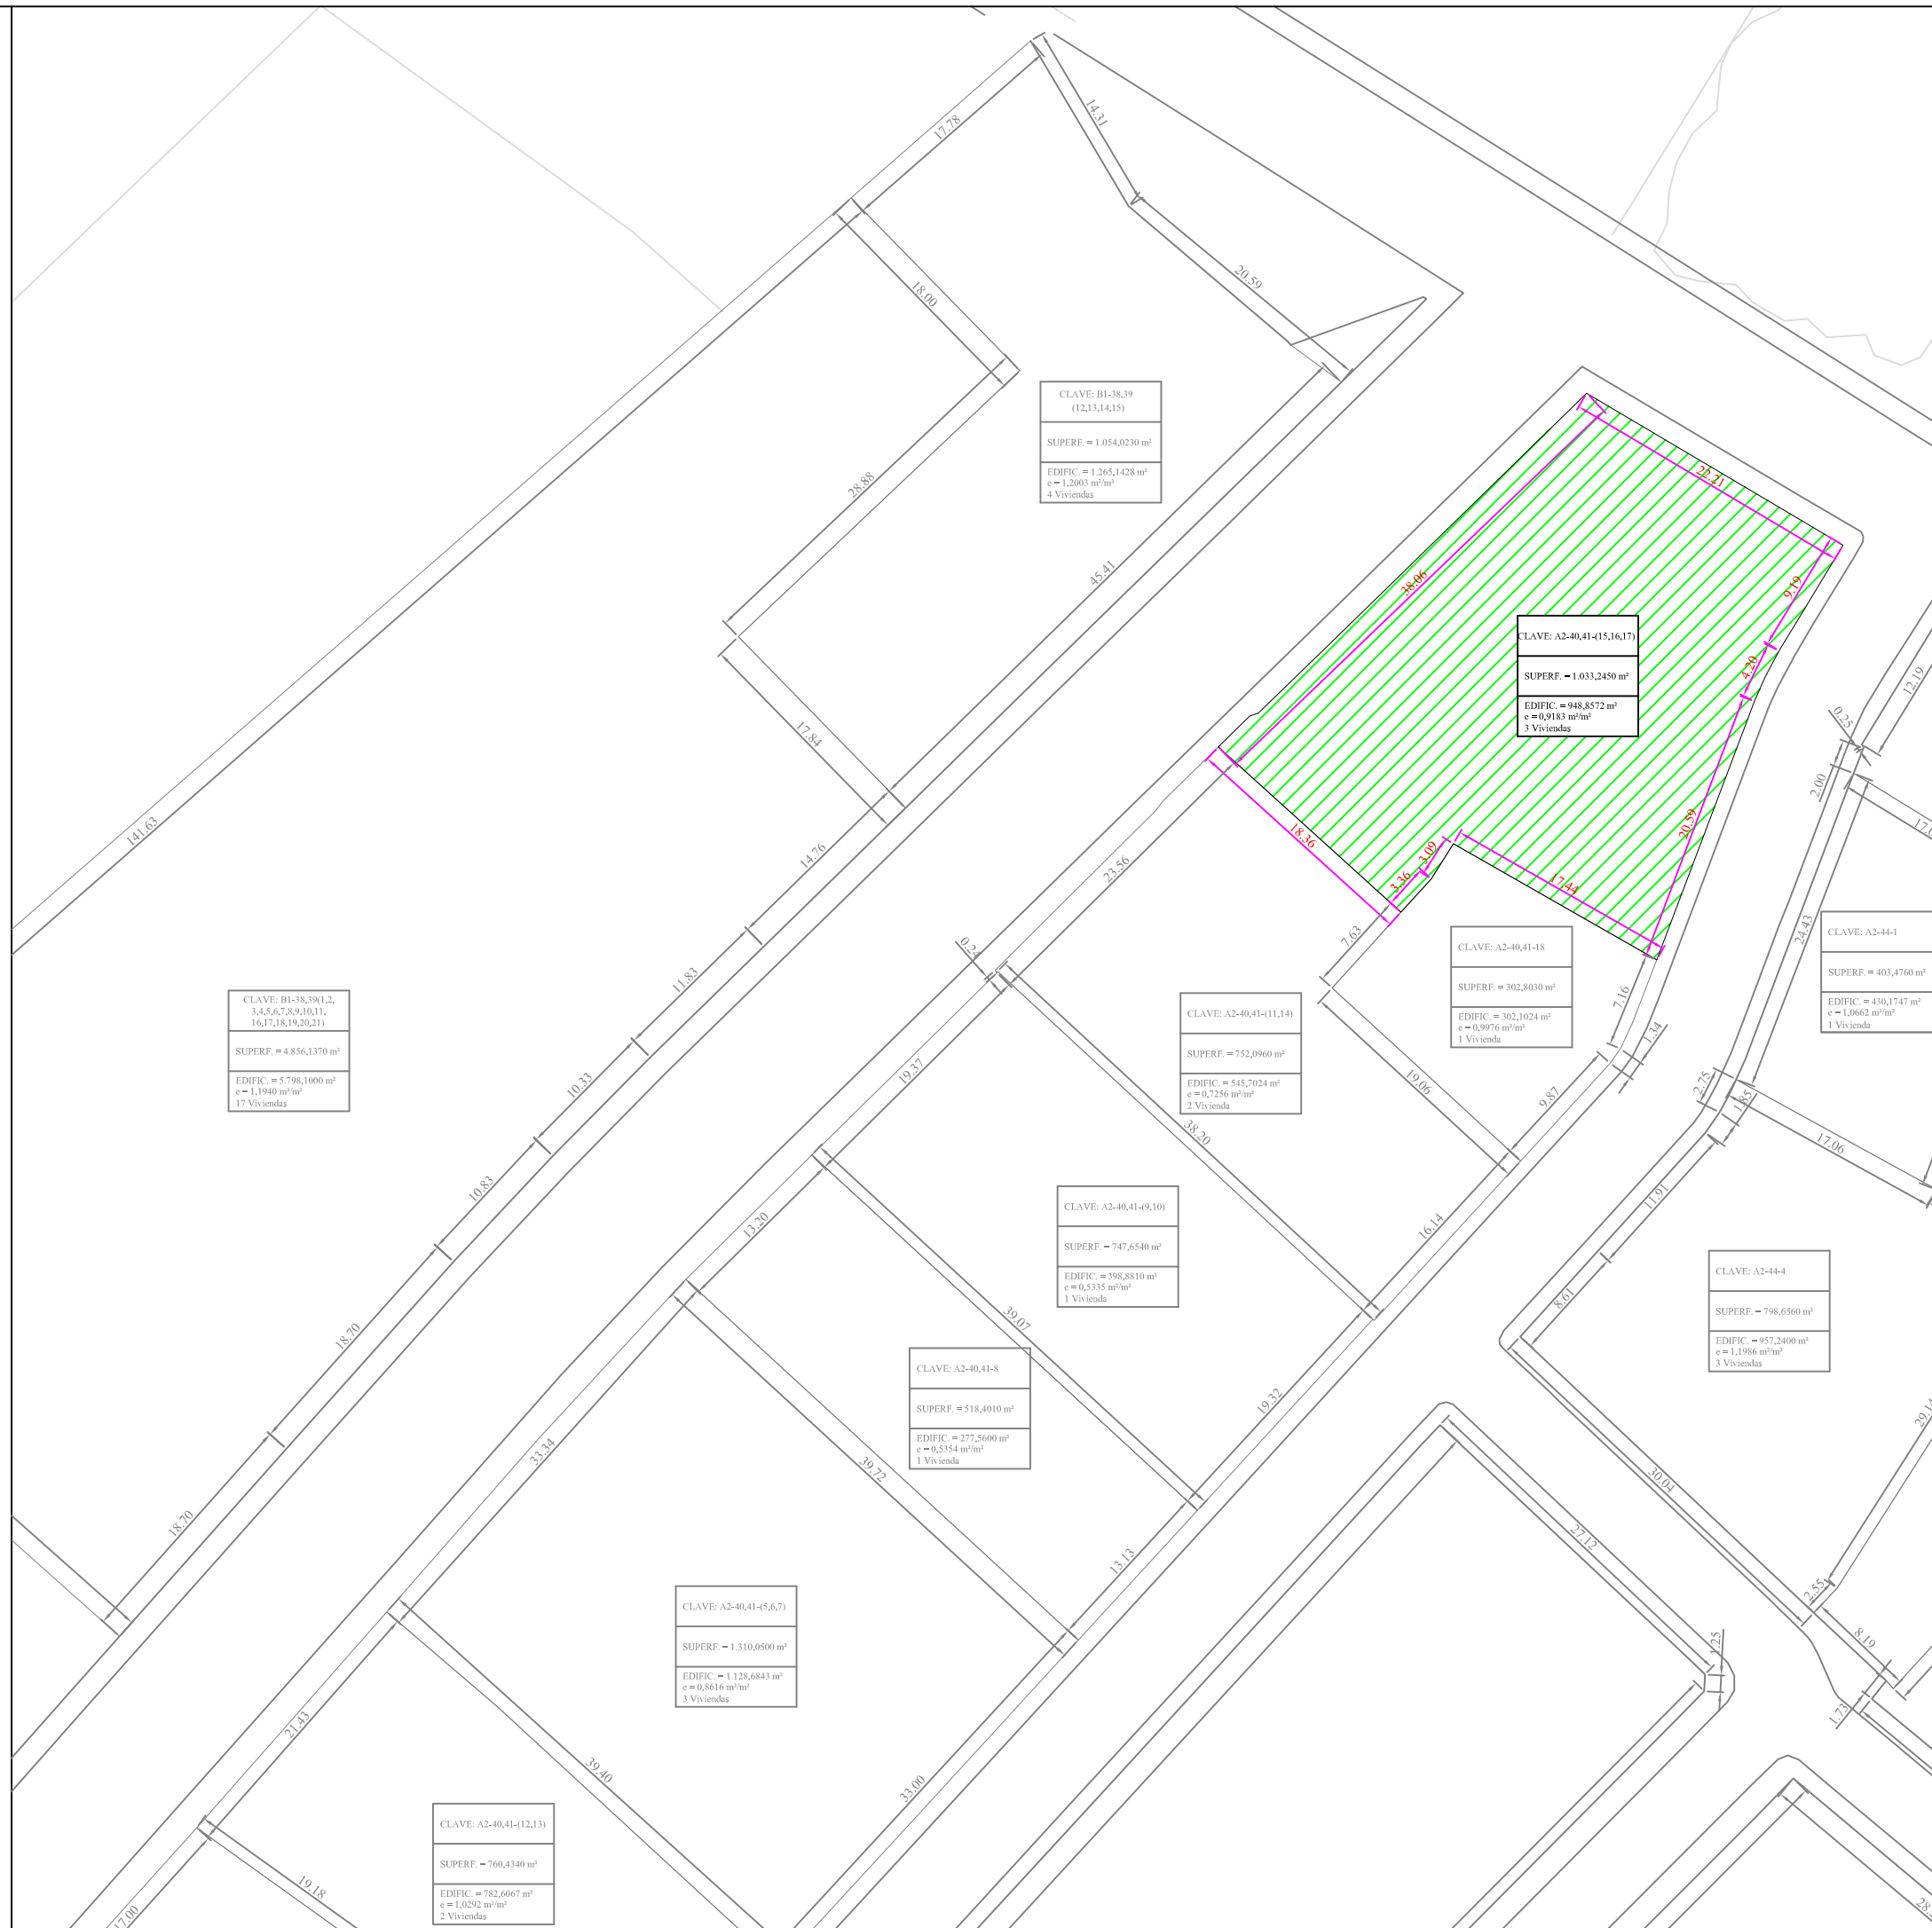 17.78
14.31
20.59
18.00
28.88
17.84
45.41
141.63
14.76
11.83
10.33
10.83
18.70
18.70
CLAVE: B1-38,39
(12,13,14,15)
SUPERF. = 1.054,0230 m²
EDIFIC. = 1.265,1428 m²
e = 1,2003 m²/m²
4 Viviendas
22.21
38.06
9.19
4.20
20.59
17.44
3.09
3.36
18.36
CLAVE: A2-40,41-(15,16,17)
SUPERF. = 1.033,2450 m²
EDIFIC. = 948,8572 m²
e = 0,9183 m²/m²
3 Viviendas
12.19
0.25
2.00
24.43
23.56
0.24
7.63
7.16
1.34
CLAVE: A2-40,41-18
SUPERF. = 302,8030 m²
EDIFIC. = 302,1024 m²
e = 0,9976 m²/m²
1 Vivienda
CLAVE: A2-44-1
SUPERF. = 403,4760 m²
EDIFIC. = 430,1747 m²
e = 1,0662 m²/m²
1 Vivienda
CLAVE: B1-38,39(1,2,
3,4,5,6,7,8,9,10,11,
16,17,18,19,20,21)
SUPERF. = 4.856,1370 m²
EDIFIC. = 5.798,1000 m²
e = 1,1940 m²/m²
17 Viviendas
CLAVE: A2-40,41-(11,14)
SUPERF. = 752,0960 m²
EDIFIC. = 545,7024 m²
e = 0,7256 m²/m²
2 Vivienda
19.37
19.06
9.87
38.20
2.75
1.85
17.06
11.91
8.61
13.20
16.14
CLAVE: A2-40,41-(9,10)
SUPERF. = 747,6540 m²
EDIFIC. = 398,8810 m²
e = 0,5335 m²/m²
1 Vivienda
CLAVE: A2-44-4
SUPERF. = 798,6560 m²
EDIFIC. = 957,2400 m²
e = 1,1986 m²/m²
3 Viviendas
39.07
19.32
29.14
30.04
CLAVE: A2-40,41-8
SUPERF. = 518,4010 m²
EDIFIC. = 277,5600 m²
e = 0,5354 m²/m²
1 Vivienda
33.34
39.72
13.13
27.12
2.55
8.19
1.25
1.73
CLAVE: A2-40,41-(5,6,7)
SUPERF. = 1.310,0500 m²
EDIFIC. = 1.128,6843 m²
e = 0,8616 m²/m²
3 Viviendas
21.43
39.40
33.00
CLAVE: A2-40,41-(12,13)
SUPERF. = 760,4340 m²
EDIFIC. = 782,6067 m²
e = 1,0292 m²/m²
2 Viviendas
19.18
17.00